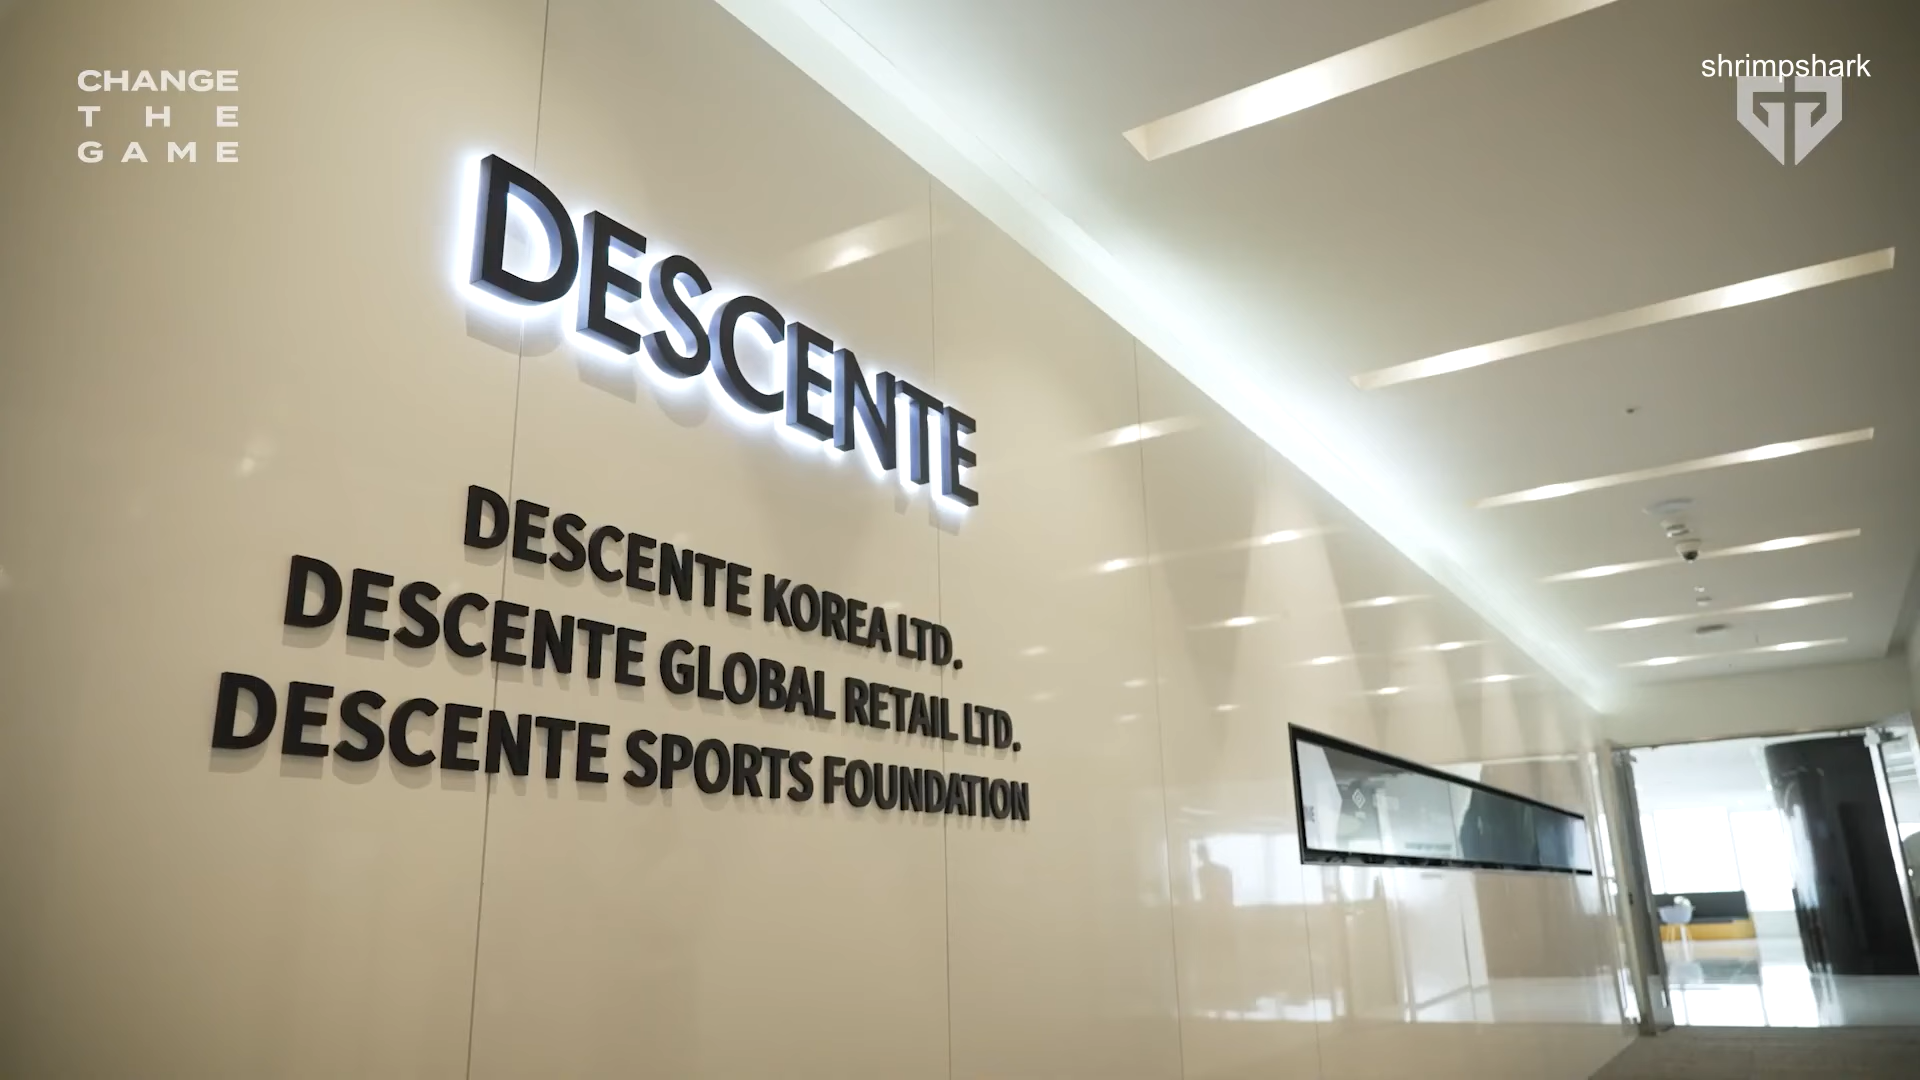 CHANGE
THE
GAME
shrimpshark
DESCENTE
DESCENTE KOREA LTD.
DESCENTE GLOBAL RETAIL LTD.
DESCENTE SPORTS FOUNDATION